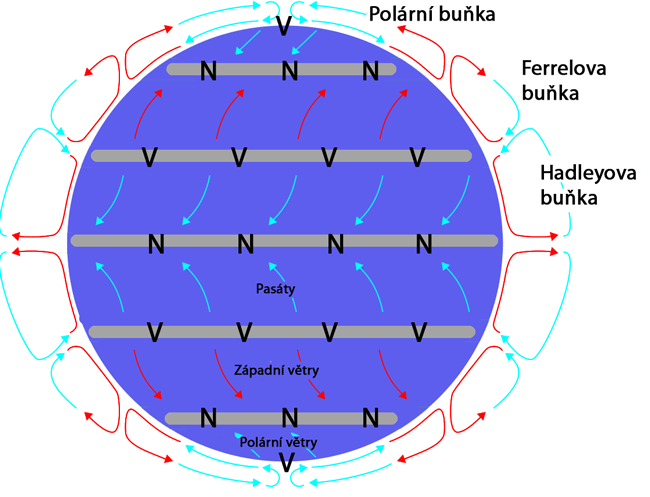 Polární buňka
V
N N N
Ferrelova
buňka
V V V V
Hadleyova
buňka
N N N N
Pasáty
V V V V
Západní větry
N N N
Polární větry
V